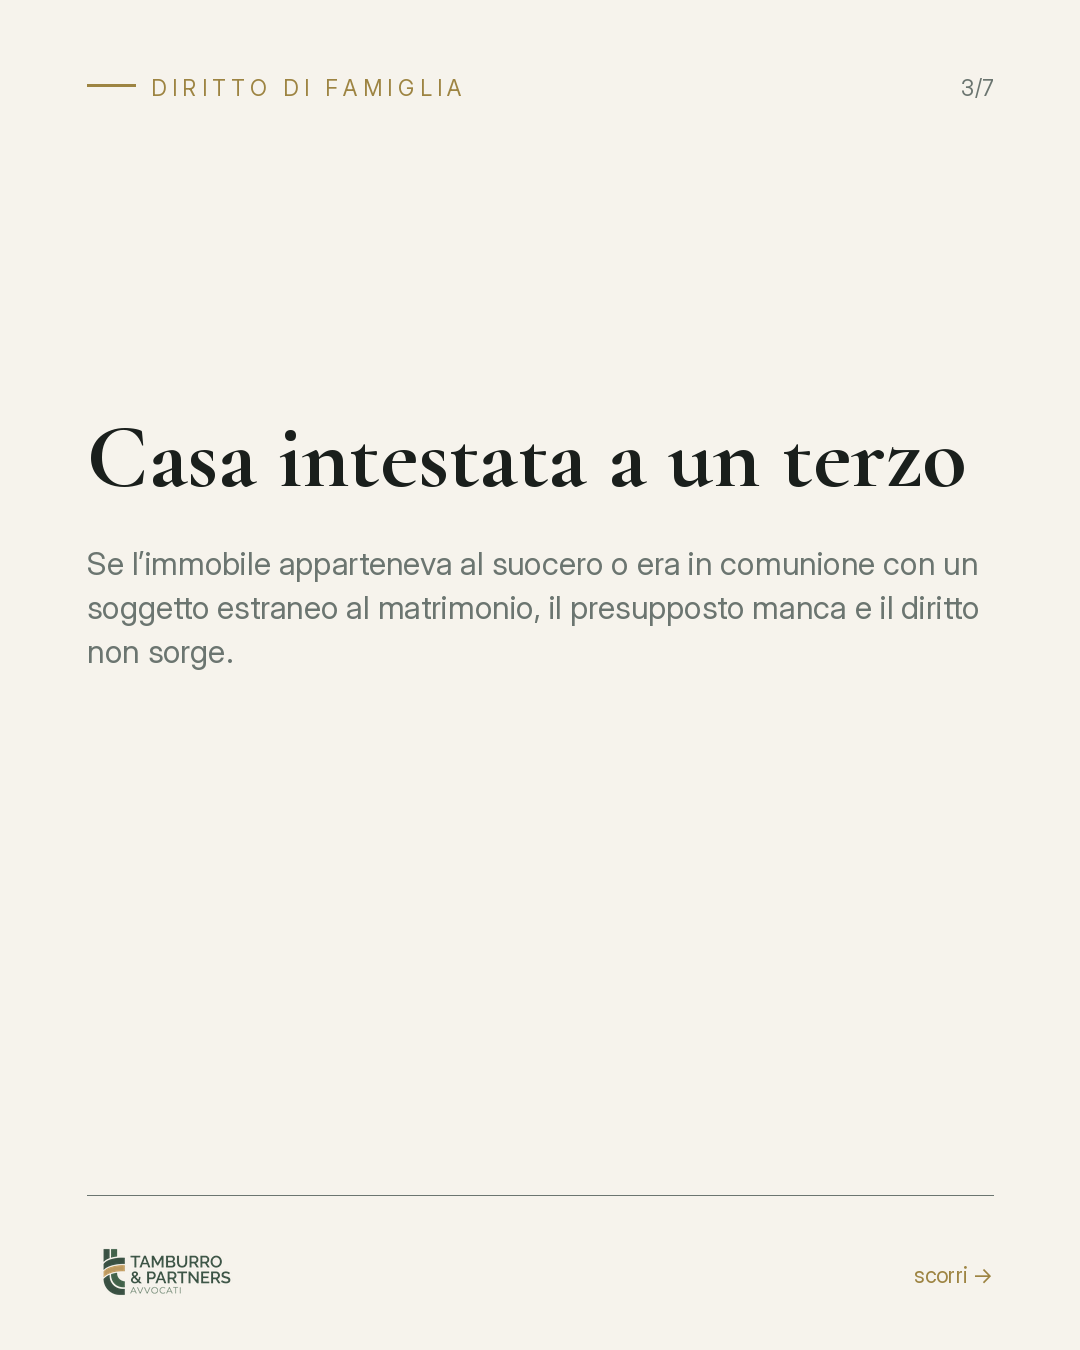 DIRITTO DI FAMIGLIA
3/7
Casa intestata a un terzo
Se l’immobile apparteneva al suocero o era in comunione con un
soggetto estraneo al matrimonio, il presupposto manca e il diritto
non sorge.
TAMBURRO
& PARTNERS
AVVOCATI
scorri →